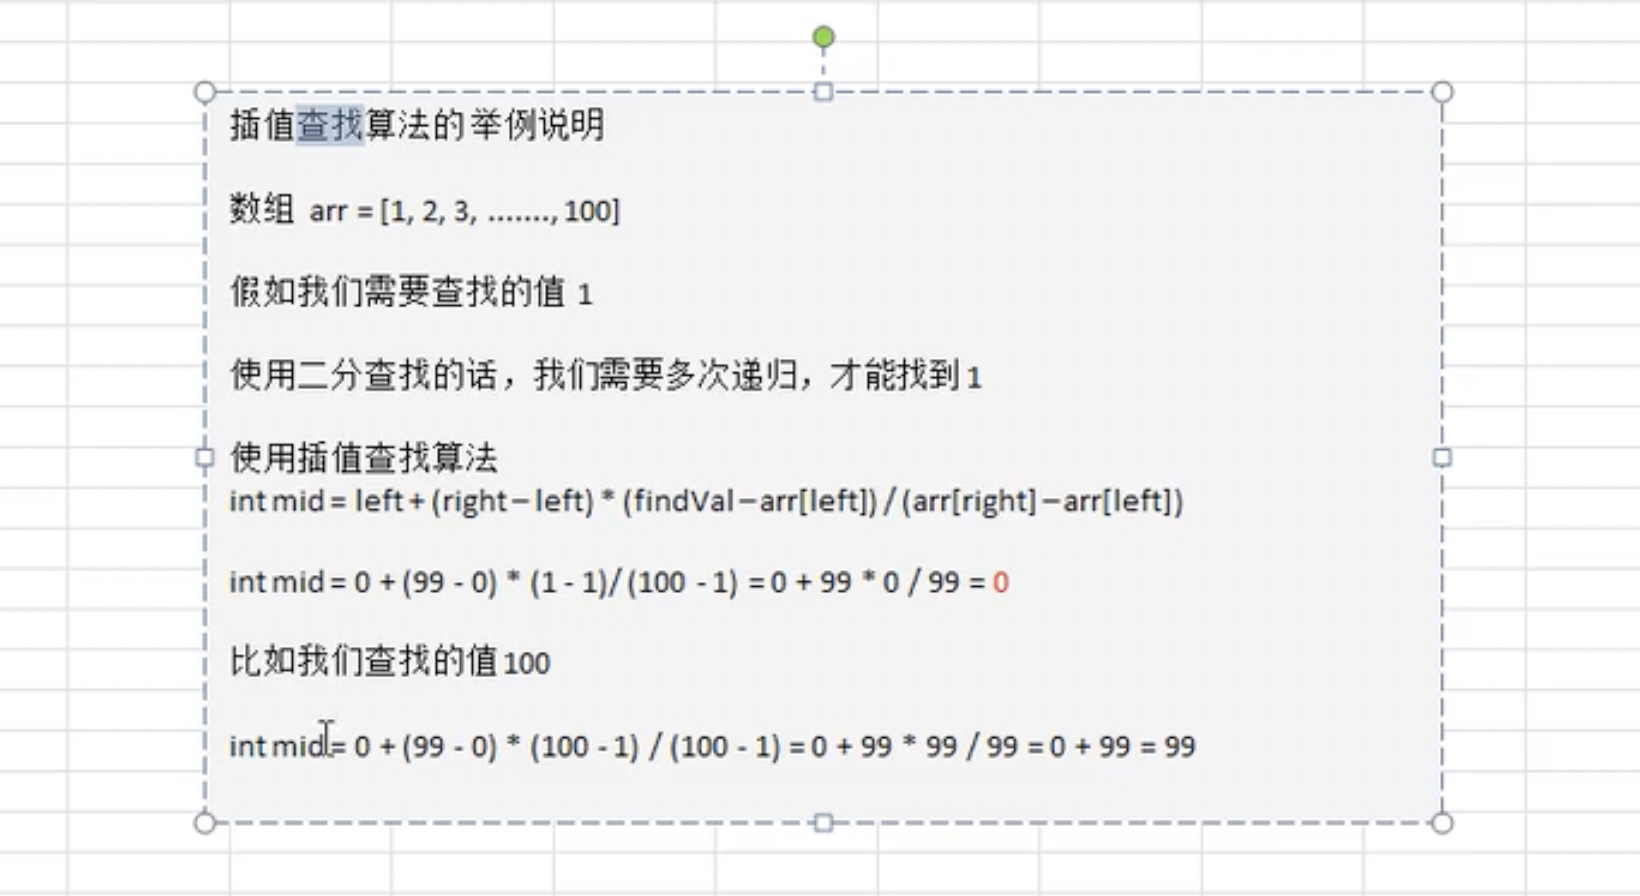 插值查找算法的举例说明
数组 arr = [1, 2, 3, ......., 100]
假如我们需要查找的值 1
使用二分查找的话，我们需要多次递归，才能找到 1
使用插值查找算法
int mid = left + (right – left) * (findVal – arr[left]) / (arr[right] – arr[left])
int mid = 0 + (99 - 0) * (1 - 1)/ (100 - 1) = 0 + 99 * 0 / 99 = 0
比如我们查找的值 100
int mid = 0 + (99 - 0) * (100 - 1) / (100 - 1) = 0 + 99 * 99 / 99 = 0 + 99 = 99